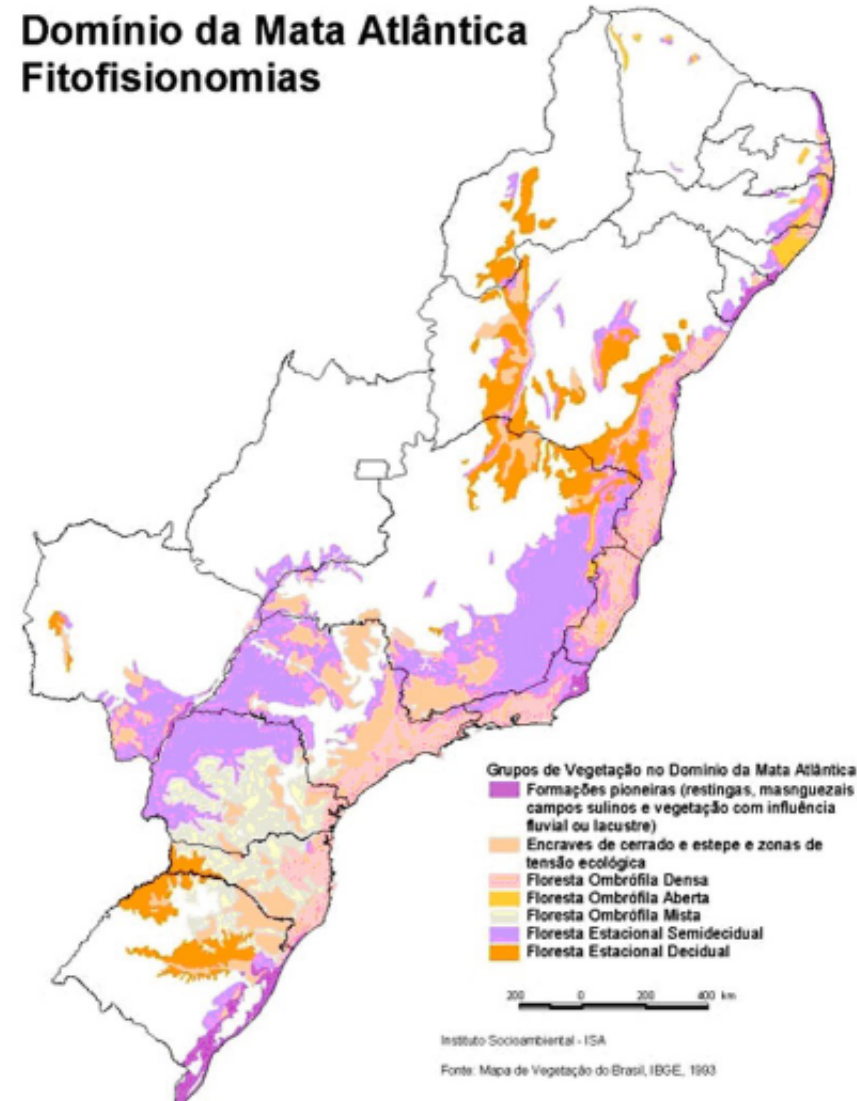 Domínio da Mata Atlântica
Fitofisionomias
Grupos de Vegetação no Domínio da Mata Atlântica
Formações pioneiras (restingas, masnguezais
campos sulinos e vegetação com influência
fluvial ou lacustre)
Encraves de cerrado e estepe e zonas de
tensão ecológica
Floresta Ombrófila Densa
Floresta Ombrófila Aberta
Floresta Ombrófila Mista
Floresta Estacional Semidecidual
Floresta Estacional Decidual
200 0 200 400 km
Instituto Socioambiental - ISA
Fonte: Mapa de Vegetação do Brasil, IBGE, 1993